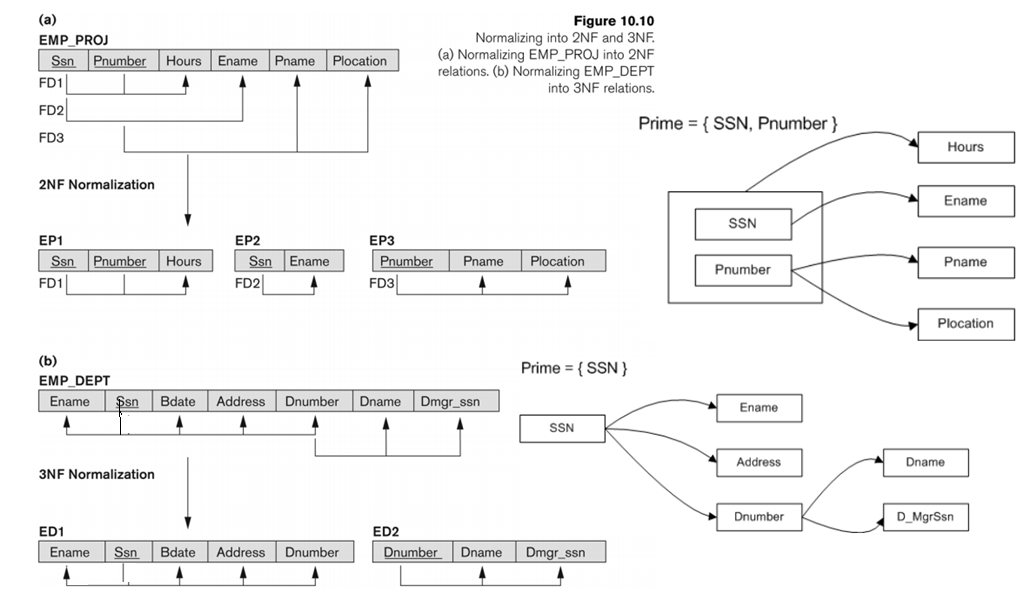 (a)
EMP_PROJ
Ssn Pnumber Hours Ename Pname Plocation
FD1
FD2
FD3
2NF Normalization
EP1
Ssn Pnumber Hours
FD1
EP2
Ssn Ename
FD2
EP3
Pnumber Pname Plocation
FD3
Figure 10.10
Normalizing into 2NF and 3NF.
(a) Normalizing EMP_PROJ into 2NF
relations. (b) Normalizing EMP_DEPT
into 3NF relations.
Prime = { SSN, Pnumber }
SSN
Pnumber
Hours
Ename
Pname
Plocation
(b)
EMP_DEPT
Ename Ssn Bdate Address Dnumber Dname Dmgr_ssn
3NF Normalization
ED1
Ename Ssn Bdate Address Dnumber
ED2
Dnumber Dname Dmgr_ssn
Prime = { SSN }
SSN
Ename
Address
Dnumber
Dname
D_MgrSsn